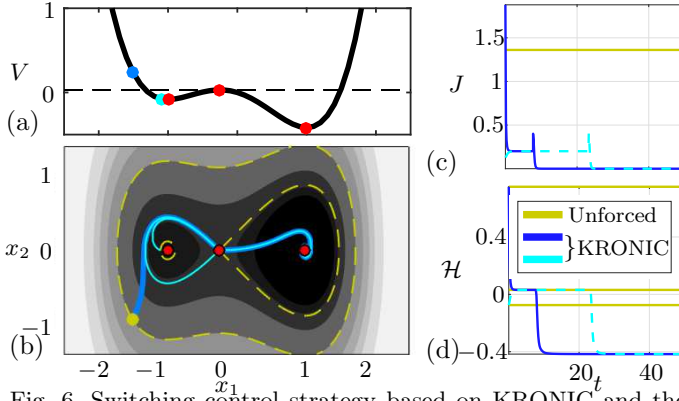 1
V
0
(a)
1
x₂ 0
−1
(b)
−2 −1 0 1 2
x₁
1.5
J
0.5
(c)
Unforced
}KRONIC
0.4
ℋ
0
(d) −0.4
20 t 40
Fig. 6. Switching control strategy based on KRONIC and the